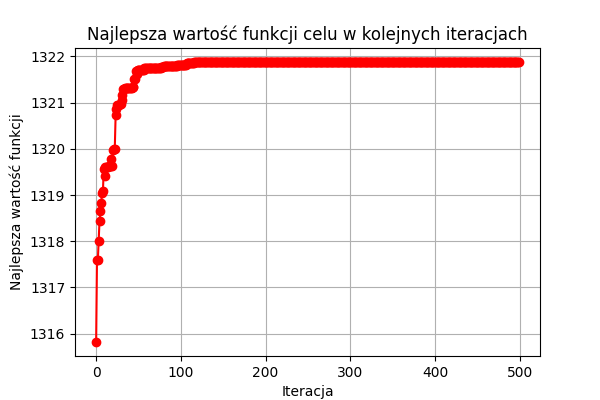 Najlepsza wartość funkcji celu w kolejnych iteracjach
Najlepsza wartość funkcji
1322
1321
1320
1319
1318
1317
1316
0 100 200 300 400 500
Iteracja